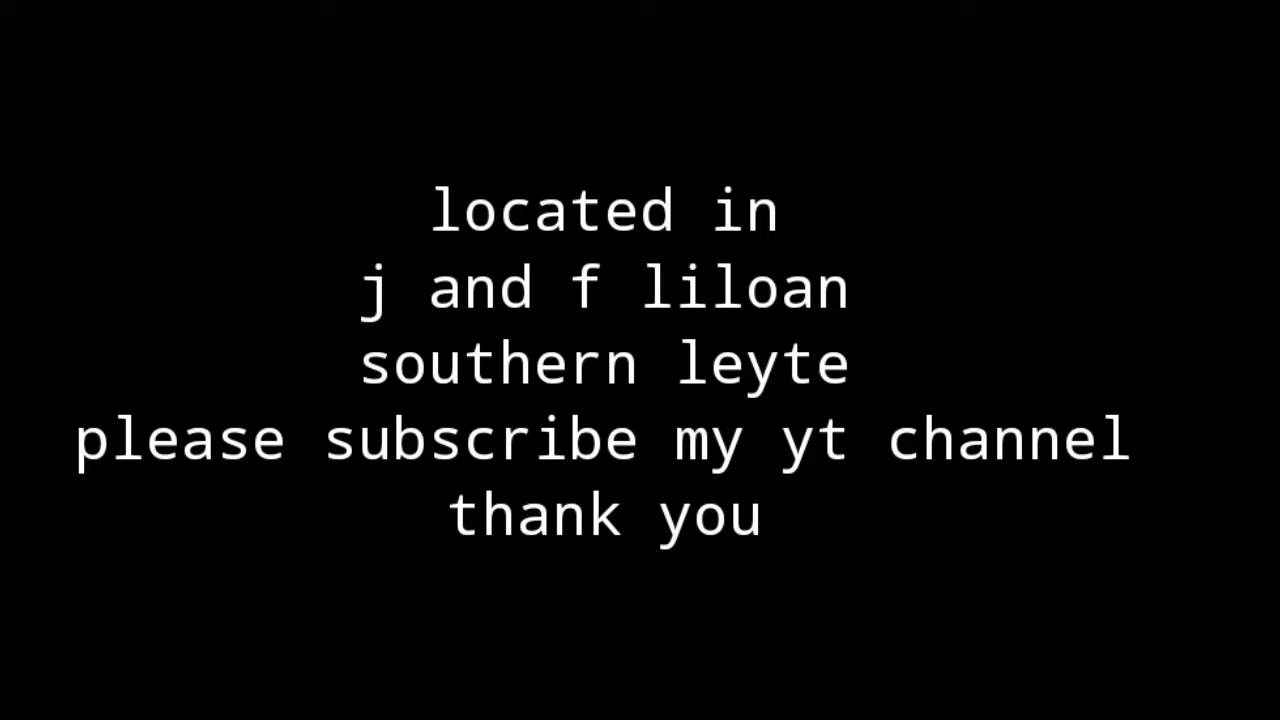 located in
j and f liloan
southern leyte
please subscribe my yt channel
thank you